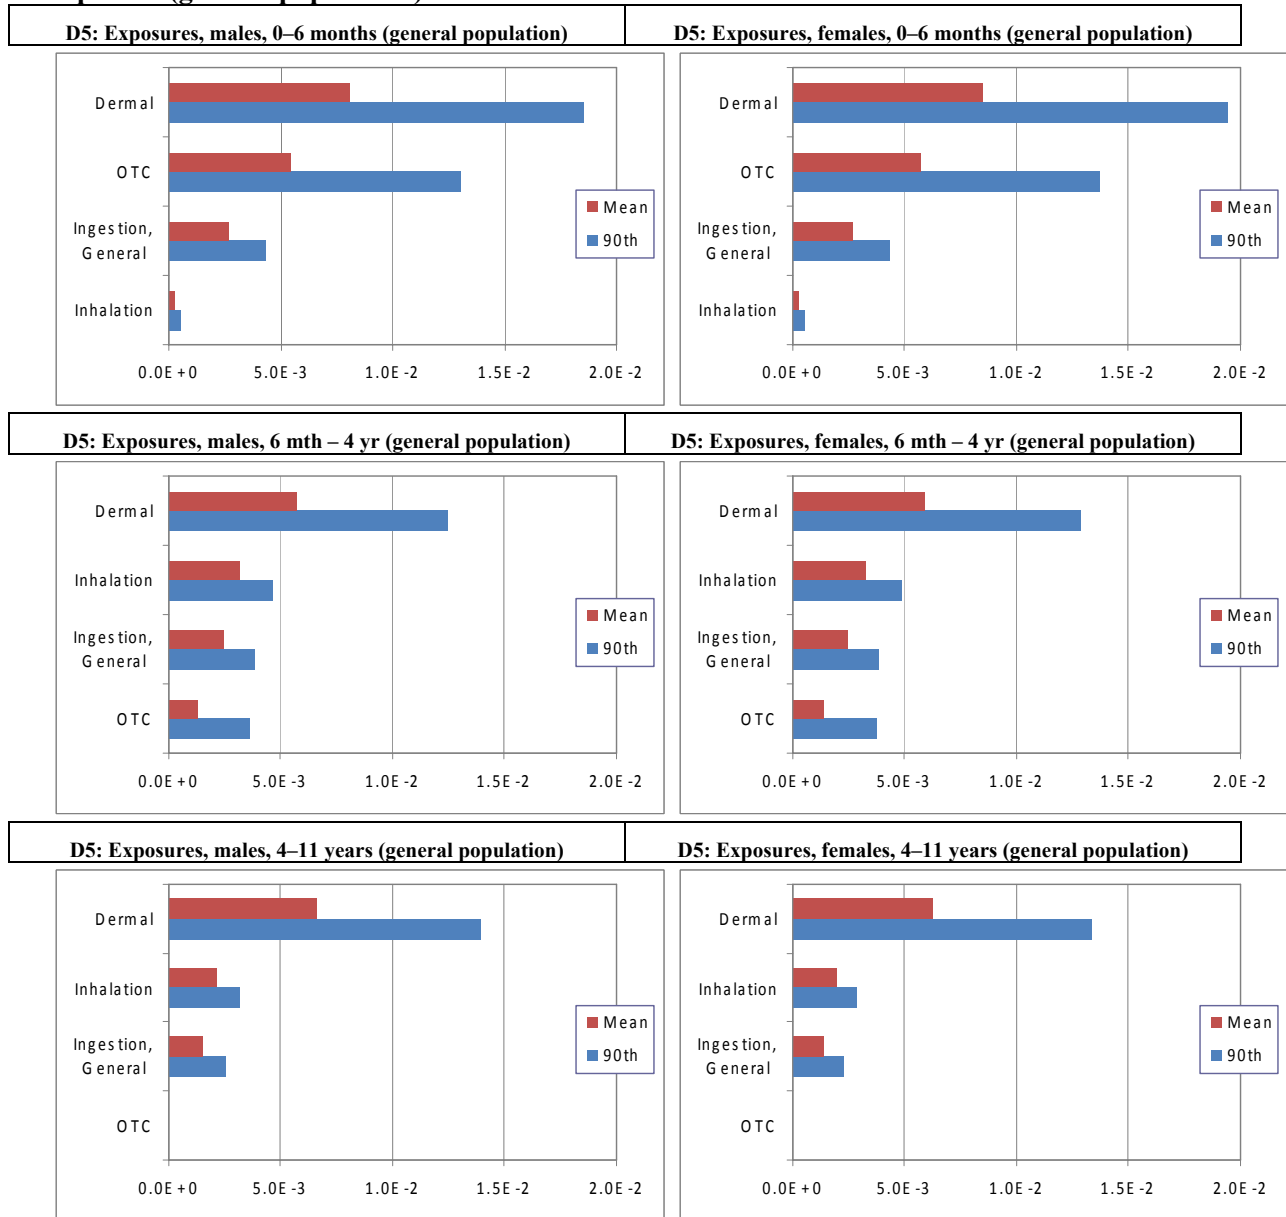 D5: Exposures, males, 0–6 months (general population)
D5: Exposures, females, 0–6 months (general population)
Dermal
OTC
Ingestion,
General
Inhalation
Mean
90th
0.0E+0 5.0E-3 1.0E-2 1.5E-2 2.0E-2
Dermal
OTC
Ingestion,
General
Inhalation
Mean
90th
0.0E+0 5.0E-3 1.0E-2 1.5E-2 2.0E-2
D5: Exposures, males, 6 mth – 4 yr (general population)
D5: Exposures, females, 6 mth – 4 yr (general population)
Dermal
Inhalation
Ingestion,
General
OTC
Mean
90th
0.0E+0 5.0E-3 1.0E-2 1.5E-2 2.0E-2
Dermal
Inhalation
Ingestion,
General
OTC
Mean
90th
0.0E+0 5.0E-3 1.0E-2 1.5E-2 2.0E-2
D5: Exposures, males, 4–11 years (general population)
D5: Exposures, females, 4–11 years (general population)
Dermal
Inhalation
Ingestion,
General
OTC
Mean
90th
0.0E+0 5.0E-3 1.0E-2 1.5E-2 2.0E-2
Dermal
Inhalation
Ingestion,
General
OTC
Mean
90th
0.0E+0 5.0E-3 1.0E-2 1.5E-2 2.0E-2